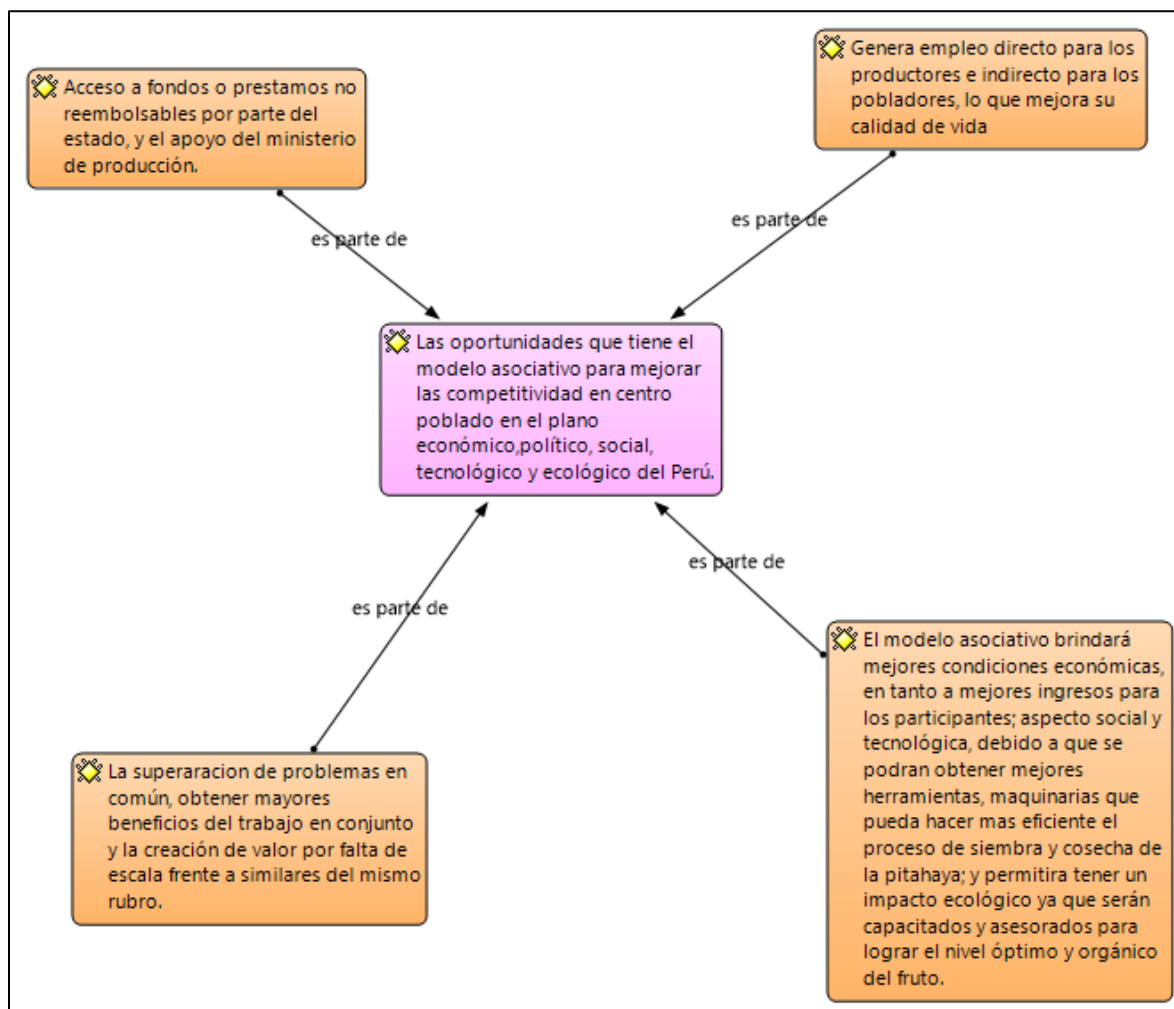 Acceso a fondos o prestamos no
reembolsables por parte del
estado, y el apoyo del ministerio
de producción.
Genera empleo directo para los
productores e indirecto para los
pobladores, lo que mejora su
calidad de vida
es parte de
es parte de
Las oportunidades que tiene el
modelo asociativo para mejorar
las competitividad en centro
poblado en el plano
económico,político, social,
tecnológico y ecológico del Perú.
es parte de
es parte de
La superaracion de problemas en
común, obtener mayores
beneficios del trabajo en conjunto
y la creación de valor por falta de
escala frente a similares del mismo
rubro.
El modelo asociativo brindará
mejores condiciones económicas,
en tanto a mejores ingresos para
los participantes; aspecto social y
tecnológica, debido a que se
podran obtener mejores
herramientas, maquinarias que
pueda hacer mas eficiente el
proceso de siembra y cosecha de
la pitahaya; y permitira tener un
impacto ecológico ya que serán
capacitados y asesorados para
lograr el nivel óptimo y orgánico
del fruto.